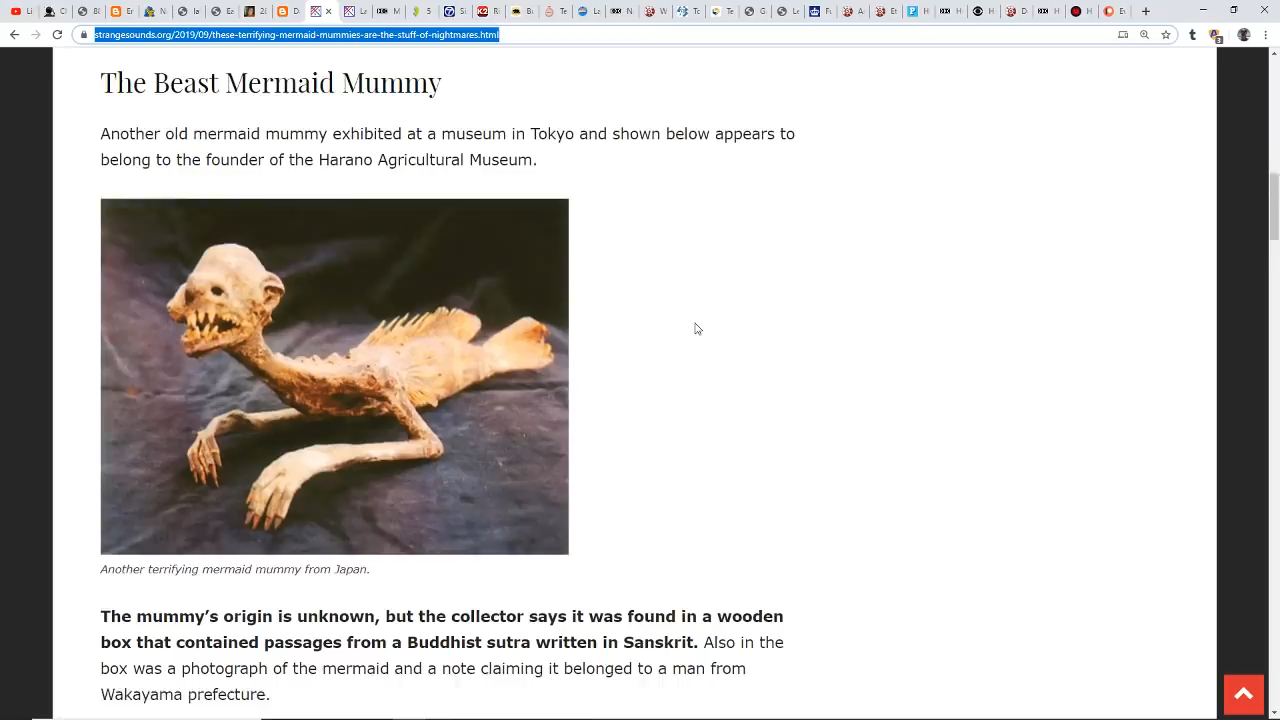 strangesounds.org/2019/09/these-terrifying-mermaid-mummies-are-the-stuff-of-nightmares.html
The Beast Mermaid Mummy
Another old mermaid mummy exhibited at a museum in Tokyo and shown below appears to
belong to the founder of the Harano Agricultural Museum.
Another terrifying mermaid mummy from Japan.
The mummy’s origin is unknown, but the collector says it was found in a wooden
box that contained passages from a Buddhist sutra written in Sanskrit. Also in the
box was a photograph of the mermaid and a note claiming it belonged to a man from
Wakayama prefecture.